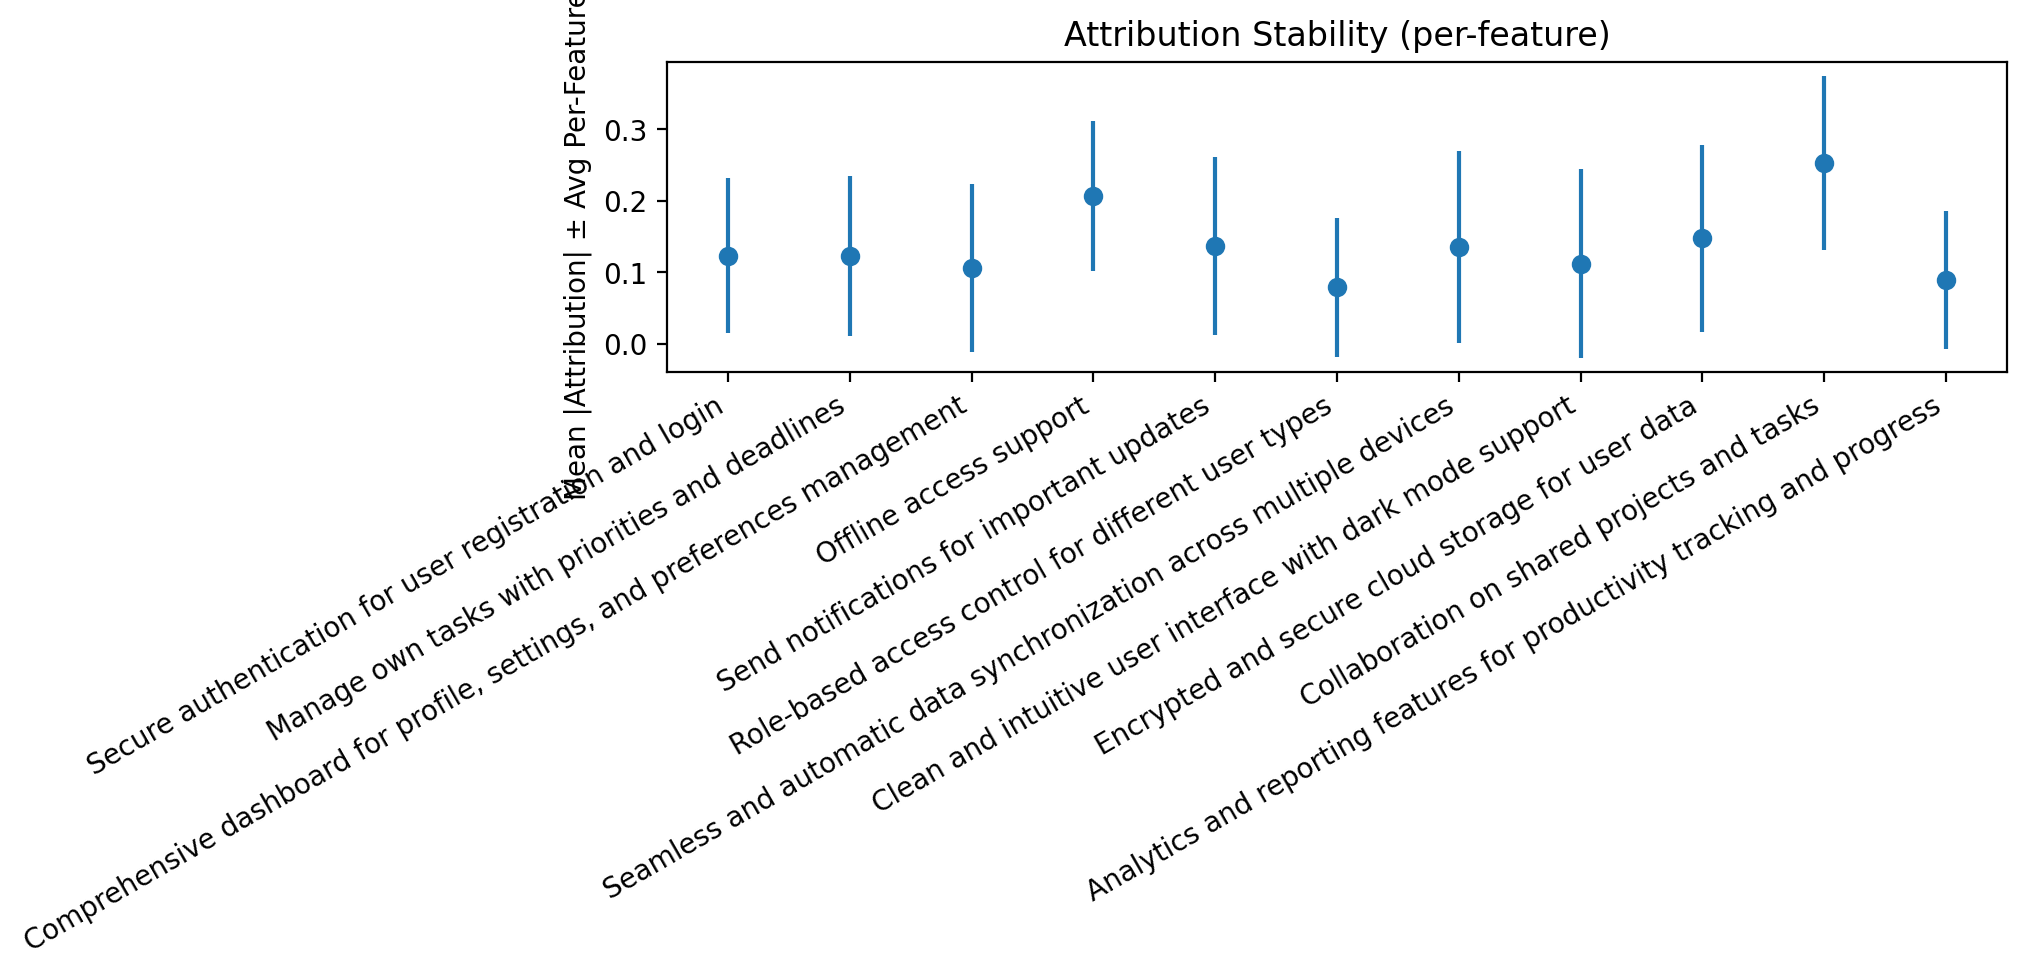 Attribution Stability (per-feature)
Mean |Attribution| ± Avg Per-Feature
0.3
0.2
0.1
0.0
Secure authentication for user registration and login
Manage own tasks with priorities and deadlines
Comprehensive dashboard for profile, settings, and preferences management
Offline access support
Send notifications for important updates
Role-based access control for different user types
Seamless and automatic data synchronization across multiple devices
Clean and intuitive user interface with dark mode support
Encrypted and secure cloud storage for user data
Collaboration on shared projects and tasks
Analytics and reporting features for productivity tracking and progress